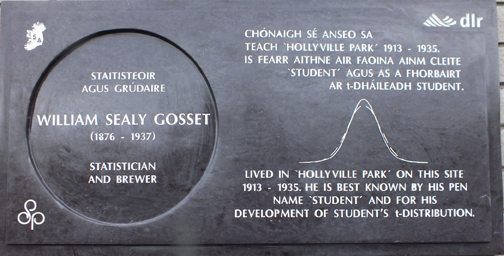 STAITISTEOIR
AGUS GRÚDAIRE
WILLIAM SEALY GOSSET
(1876 - 1937)
STATISTICIAN
AND BREWER
dlr
CHÓNAIGH SÉ ANSEO SA
TEACH `HOLLYVILLE PARK´ 1913 - 1935.
IS FEARR AITHNE AIR FAOINA AINM CLEITE
`STUDENT´ AGUS AS A FHORBAIRT
AR t-DHÁILEADH STUDENT.
LIVED IN `HOLLYVILLE PARK´ ON THIS SITE
1913 - 1935. HE IS BEST KNOWN BY HIS PEN
NAME `STUDENT´ AND FOR HIS
DEVELOPMENT OF STUDENT'S t-DISTRIBUTION.